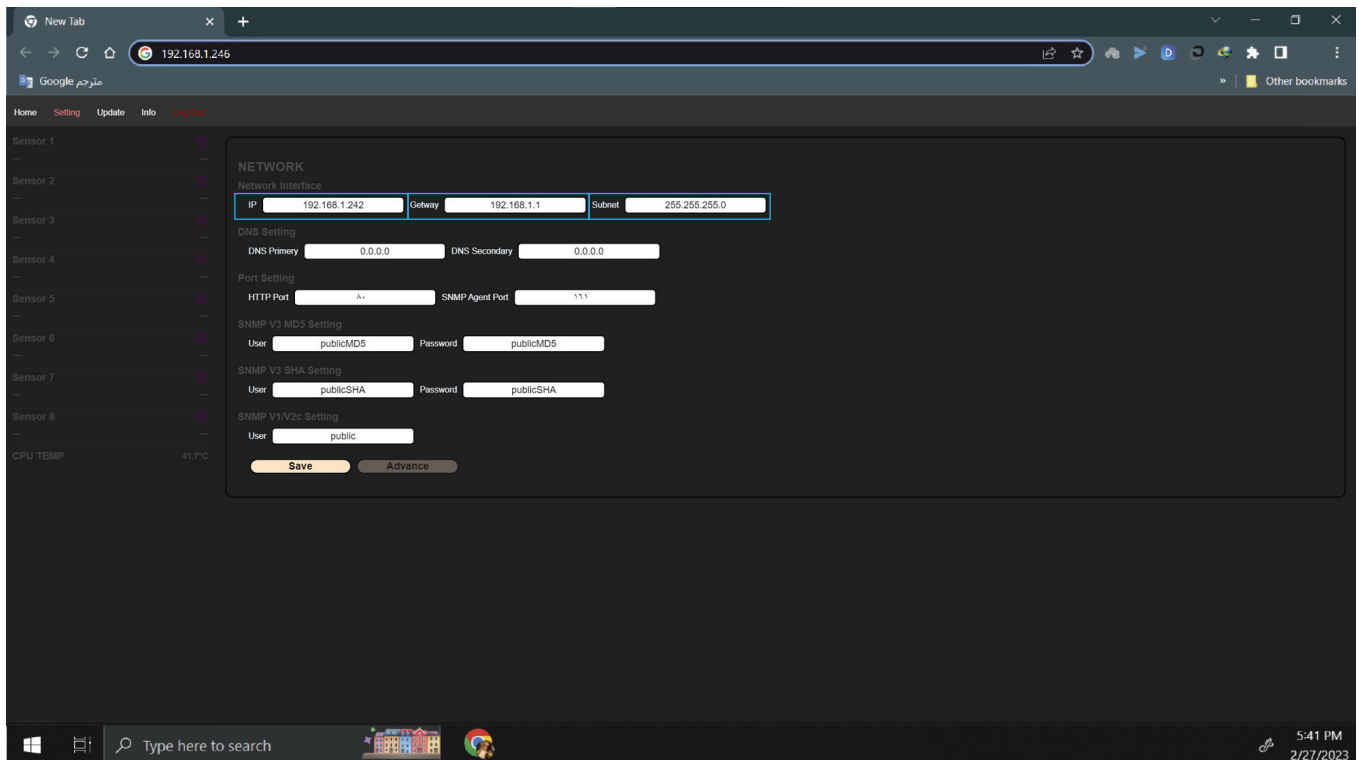 New Tab
192.168.1.246
مترجم Google
Other bookmarks
Home Setting Update Info
Sensor 1
Sensor 2
Sensor 3
Sensor 4
Sensor 5
Sensor 6
Sensor 7
Sensor 8
CPU TEMP 41.7°C
NETWORK
Network Interface
IP 192.168.1.242 Getway 192.168.1.1 Subnet 255.255.255.0
DNS Setting
DNS Primery 0.0.0.0 DNS Secondary 0.0.0.0
Port Setting
HTTP Port ۸۰ SNMP Agent Port ۱۶۱
SNMP V3 MD5 Setting
User publicMD5 Password publicMD5
SNMP V3 SHA Setting
User publicSHA Password publicSHA
SNMP V1/V2c Setting
User public
Save Advance
Type here to search
5:41 PM
2/27/2023